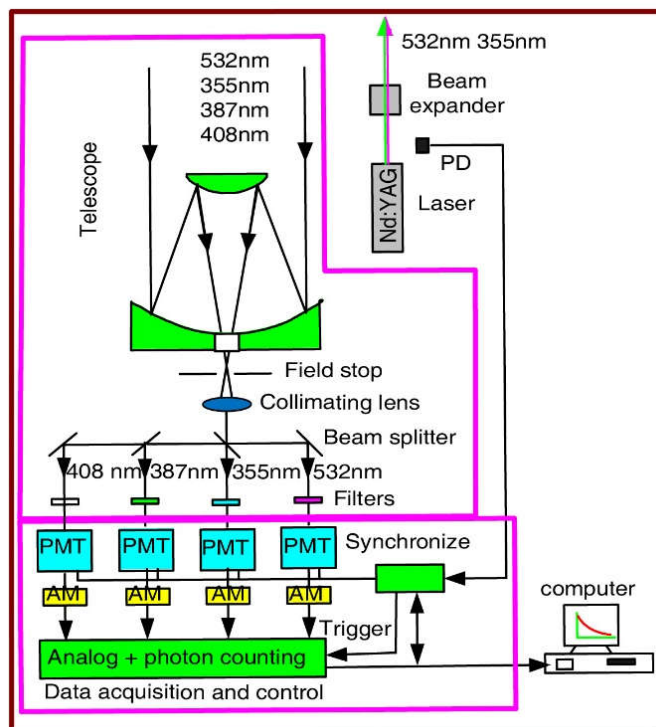 532nm 355nm
532nm
355nm
387nm
408nm
Beam
expander
PD
Telescope
Nd:YAG
Laser
Field stop
Collimating lens
Beam splitter
408 nm 387nm 355nm 532nm
Filters
PMT PMT PMT PMT
Synchronize
AM AM AM AM
computer
Trigger
Analog + photon counting
Data acquisition and control